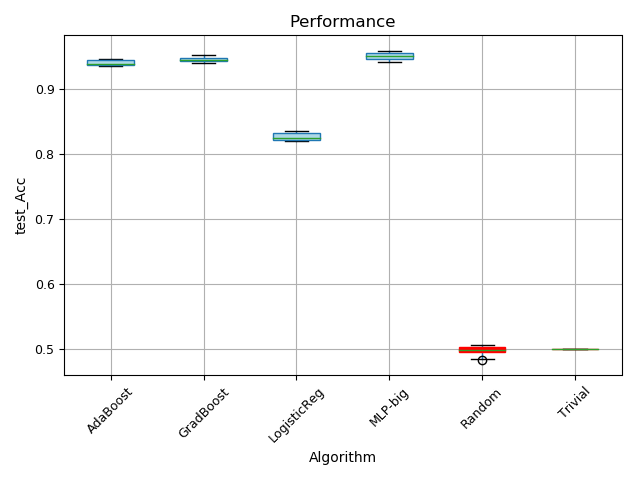 Performance
test_Acc
0.9
0.8
0.7
0.6
0.5
AdaBoost
GradBoost
LogisticReg
MLP-big
Random
Trivial
Algorithm